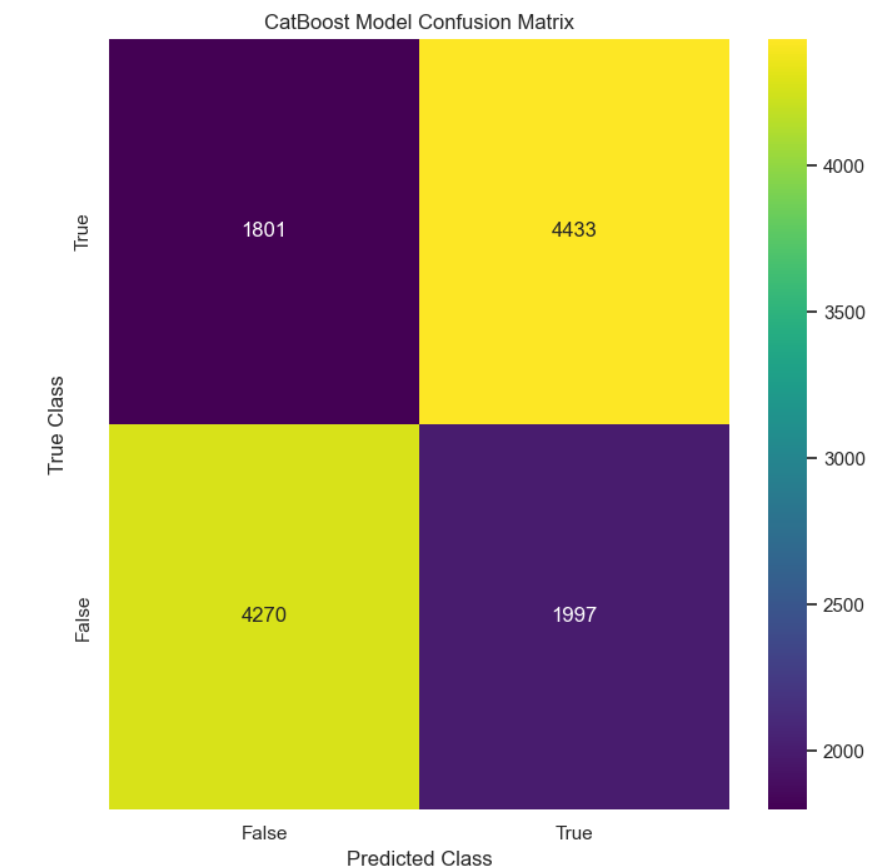 CatBoost Model Confusion Matrix
True Class
True
1801
4433
False
4270
1997
False
True
Predicted Class
4000
3500
3000
2500
2000